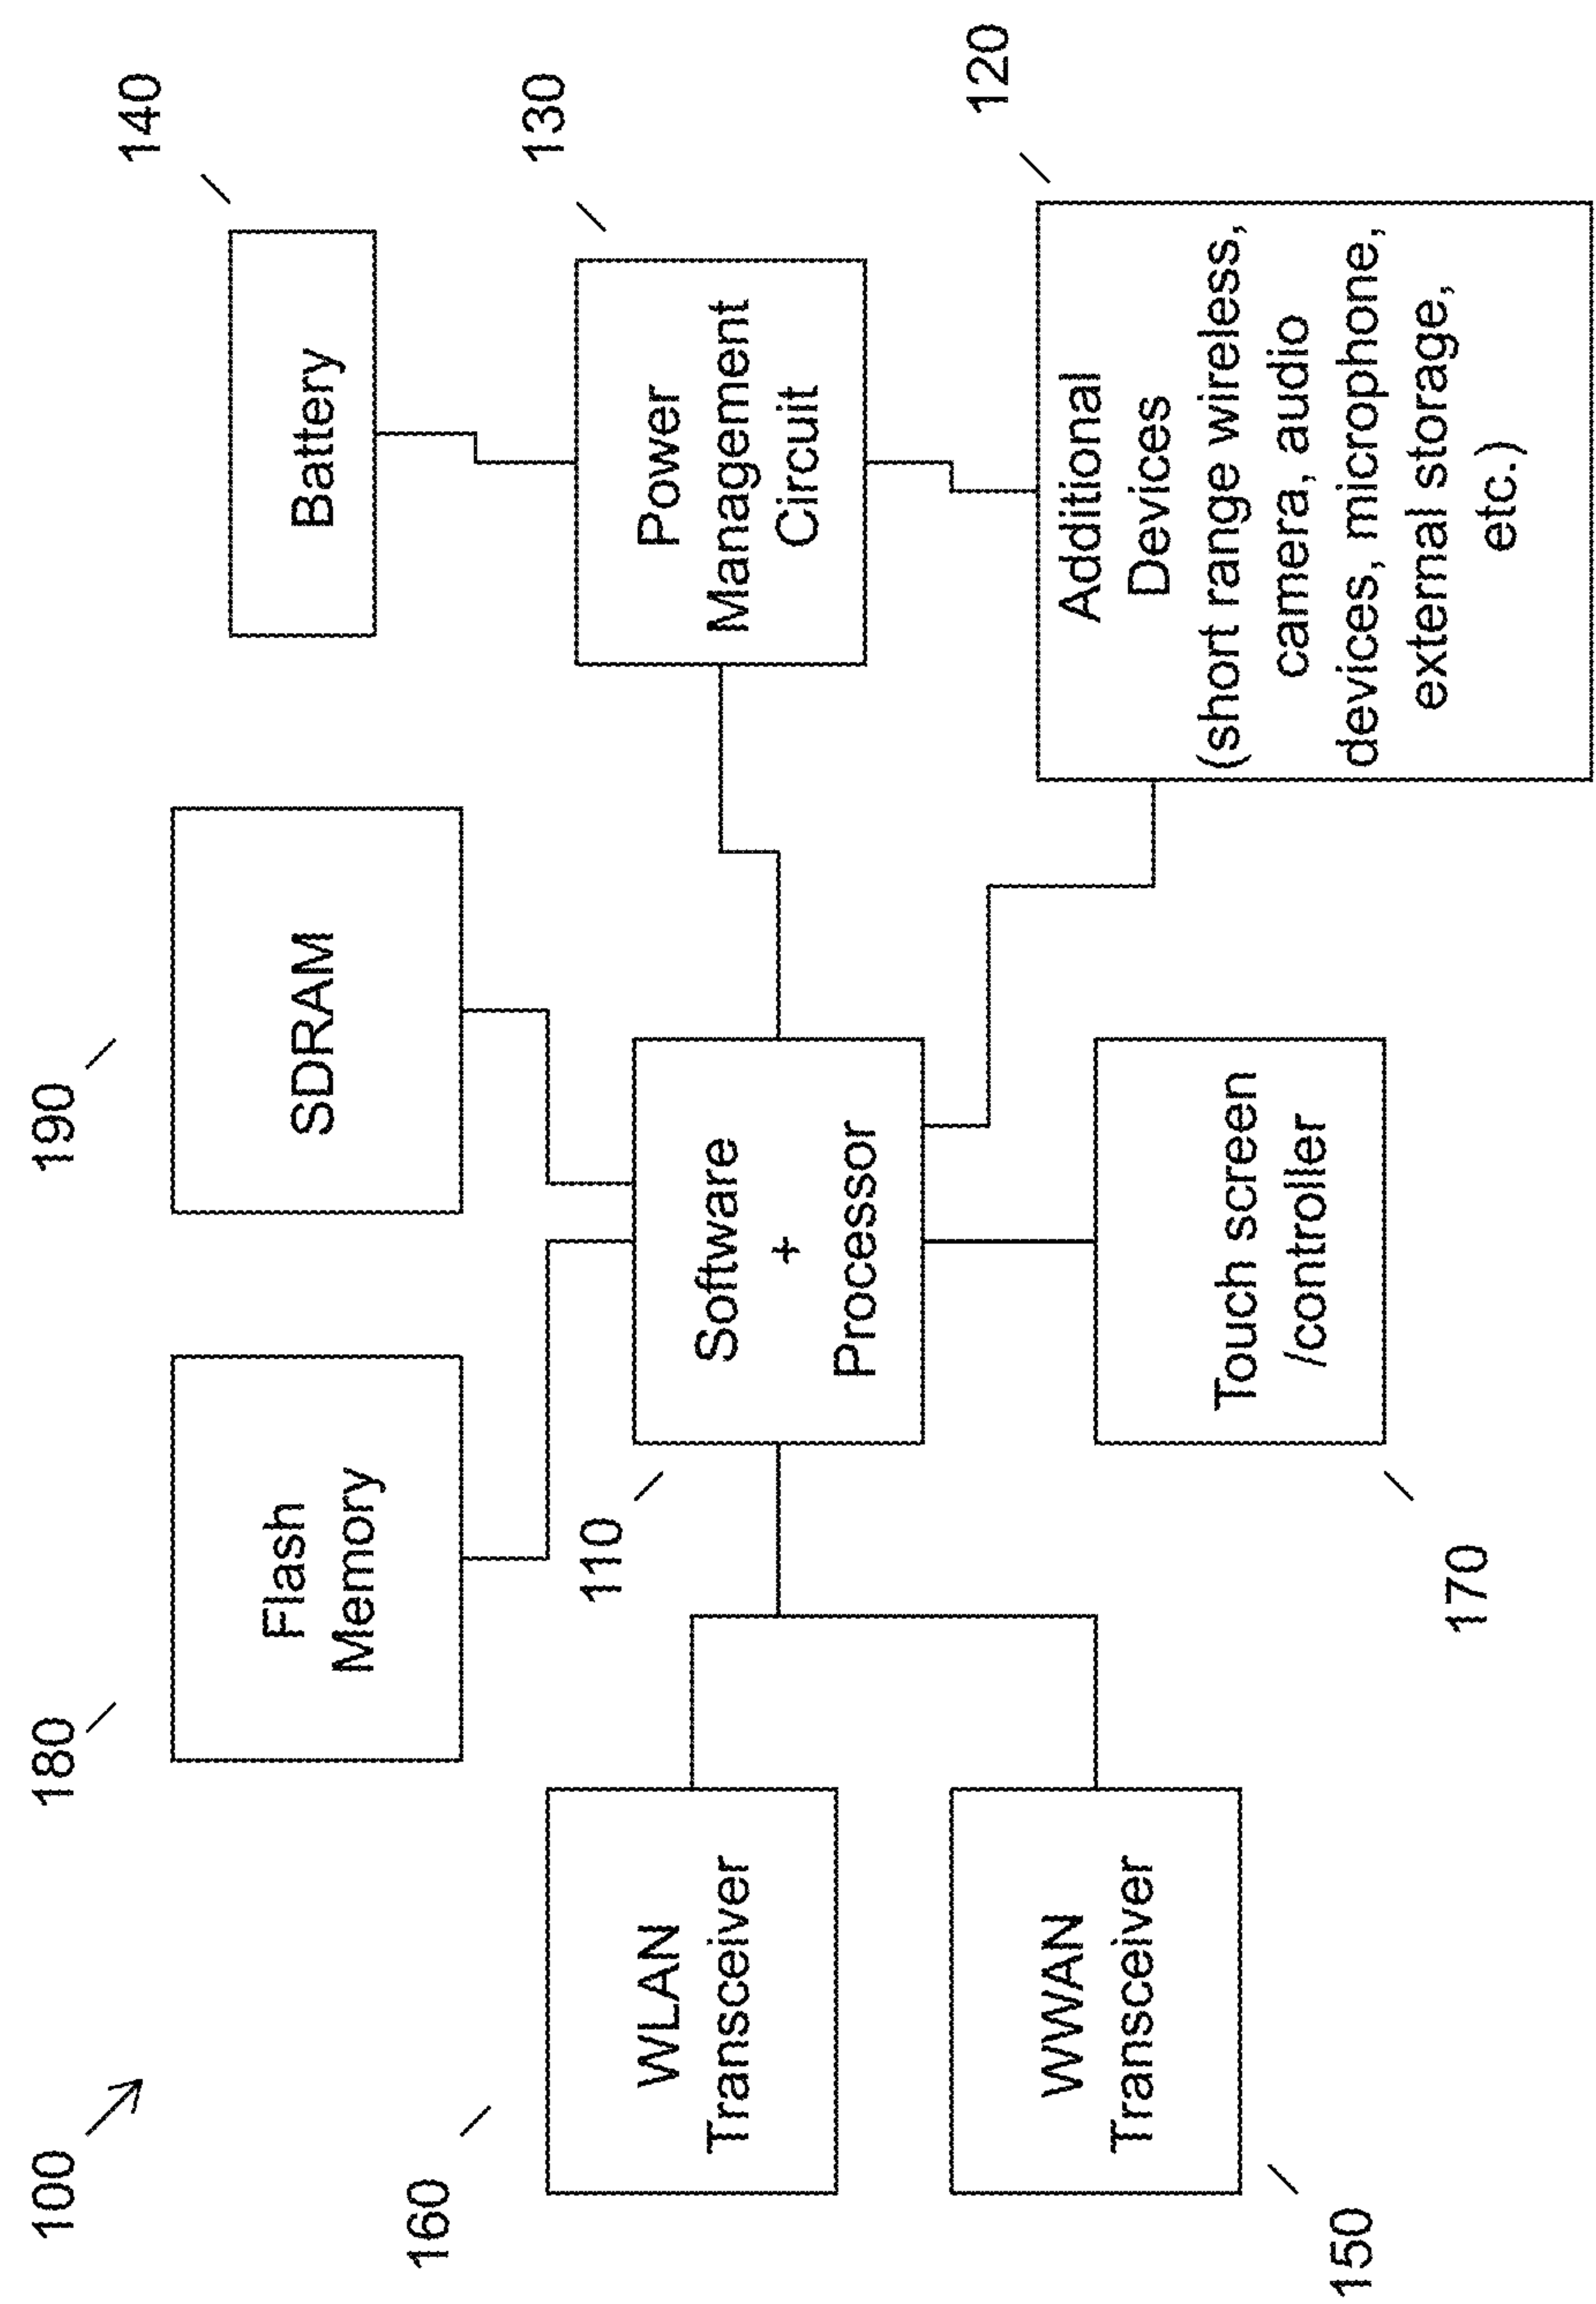 100
180
190
140
Flash
Memory
SDRAM
Battery
160
WLAN
Transceiver
110
Software
+
Processor
130
Power
Management
Circuit
WWAN
Transceiver
150
Touch screen
/controller
170
120
Additional
Devices
(short range wireless,
camera, audio
devices, microphone,
external storage,
etc.)